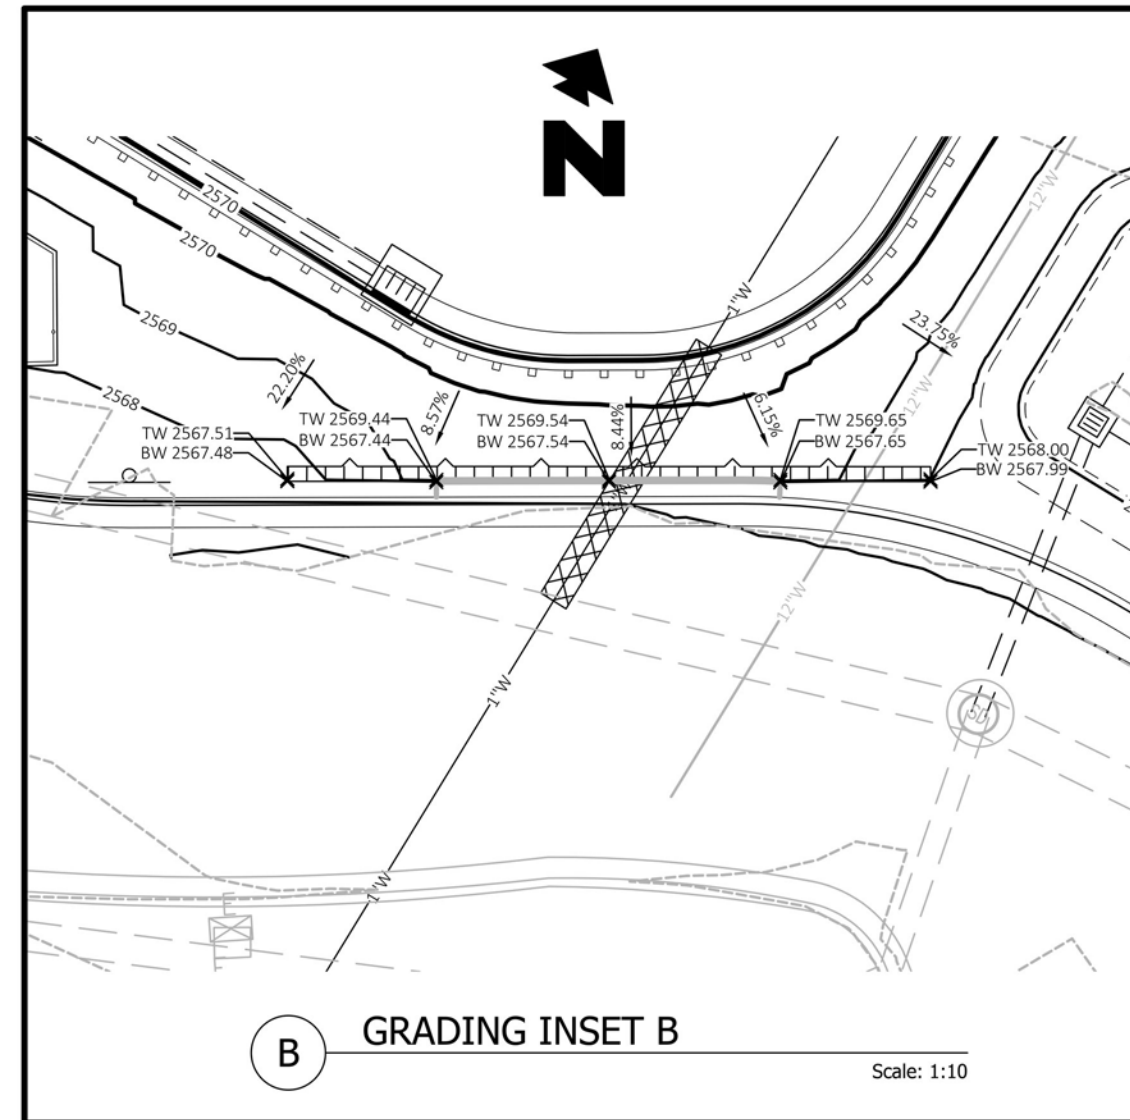 N
2570
2570
2569
2568
1"W
12"W
23.75%
22.20%
8.57%
8.44%
6.15%
12"W
TW 2567.51
BW 2567.48
TW 2569.44
BW 2567.44
TW 2569.54
BW 2567.54
TW 2569.65
BW 2567.65
TW 2568.00
BW 2567.99
12"W
1"W
SD
1"W
B
GRADING INSET B
Scale: 1:10